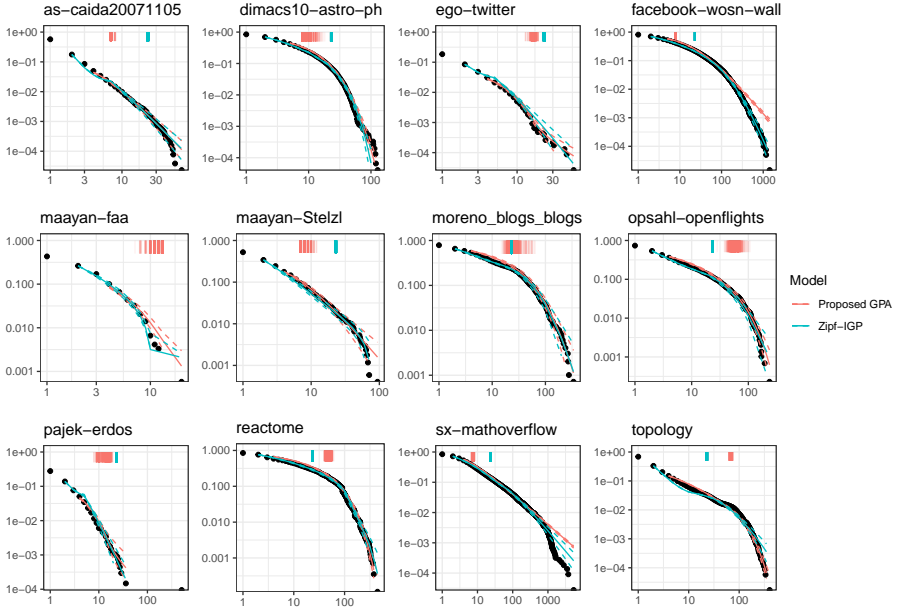 as-caida20071105
dimacs10-astro-ph
ego-twitter
facebook-wosn-wall
1e+00
1e-01
1e-02
1e-03
1e-04
1 3 10 30
1e+00
1e-01
1e-02
1e-03
1e-04
1 10 100
1e+00
1e-01
1e-02
1e-03
1e-04
1 3 10 30
1e+00
1e-01
1e-02
1e-03
1e-04
1 10 100 1000
maayan-faa
maayan-Stelzl
moreno_blogs_blogs
opsahl-openflights
1.000
0.100
0.010
0.001
1 3 10
1.000
0.100
0.010
0.001
1 10 100
1.000
0.100
0.010
0.001
1 10 100
1.000
0.100
0.010
0.001
1 10 100
Model
Proposed GPA
Zipf-IGP
pajek-erdos
reactome
sx-mathoverflow
topology
1e+00
1e-01
1e-02
1e-03
1e-04
10 100
1.000
0.100
0.010
0.001
1 10 100
1e+00
1e-01
1e-02
1e-03
1e-04
1 10 100 1000
1e+00
1e-01
1e-02
1e-03
1e-04
1 10 100